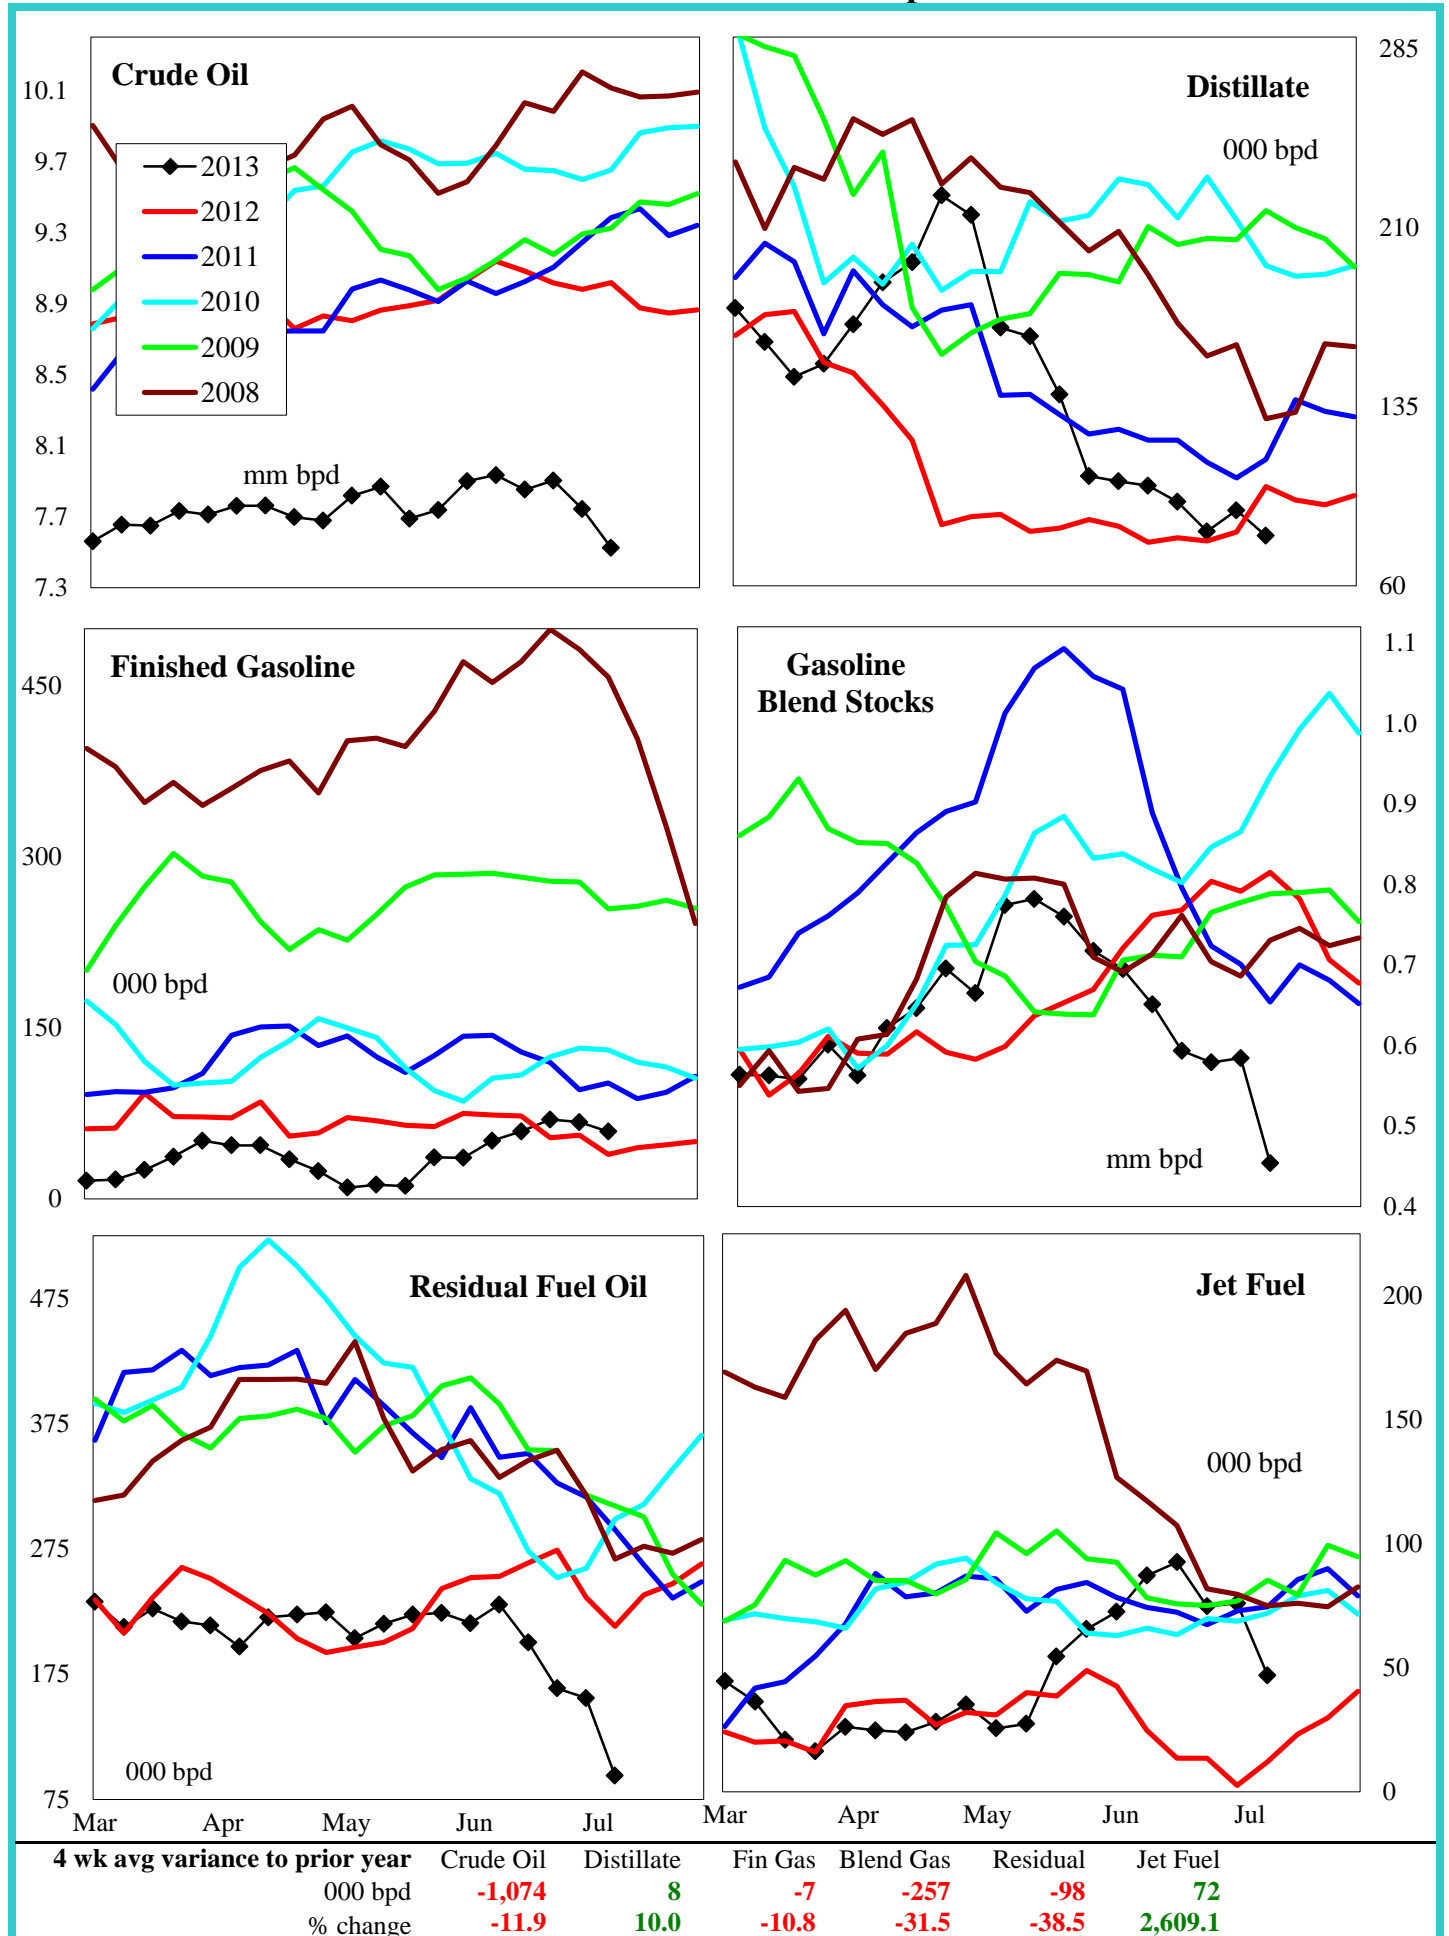 Crude Oil
10.1
9.7
9.3
8.9
8.5
8.1
7.7
7.3
2013
2012
2011
2010
2009
2008
mm bpd
Distillate
000 bpd
285
210
135
60
Finished Gasoline
450
300
150
0
000 bpd
Gasoline
Blend Stocks
1.1
1.0
0.9
0.8
0.7
0.6
0.5
0.4
mm bpd
Residual Fuel Oil
475
375
275
175
75
000 bpd
Mar Apr May Jun Jul
Jet Fuel
200
150
100
50
0
000 bpd
Mar Apr May Jun Jul
4 wk avg variance to prior year Crude Oil Distillate Fin Gas Blend Gas Residual Jet Fuel
000 bpd -1,074 8 -7 -257 -98 72
% change -11.9 10.0 -10.8 -31.5 -38.5 2,609.1